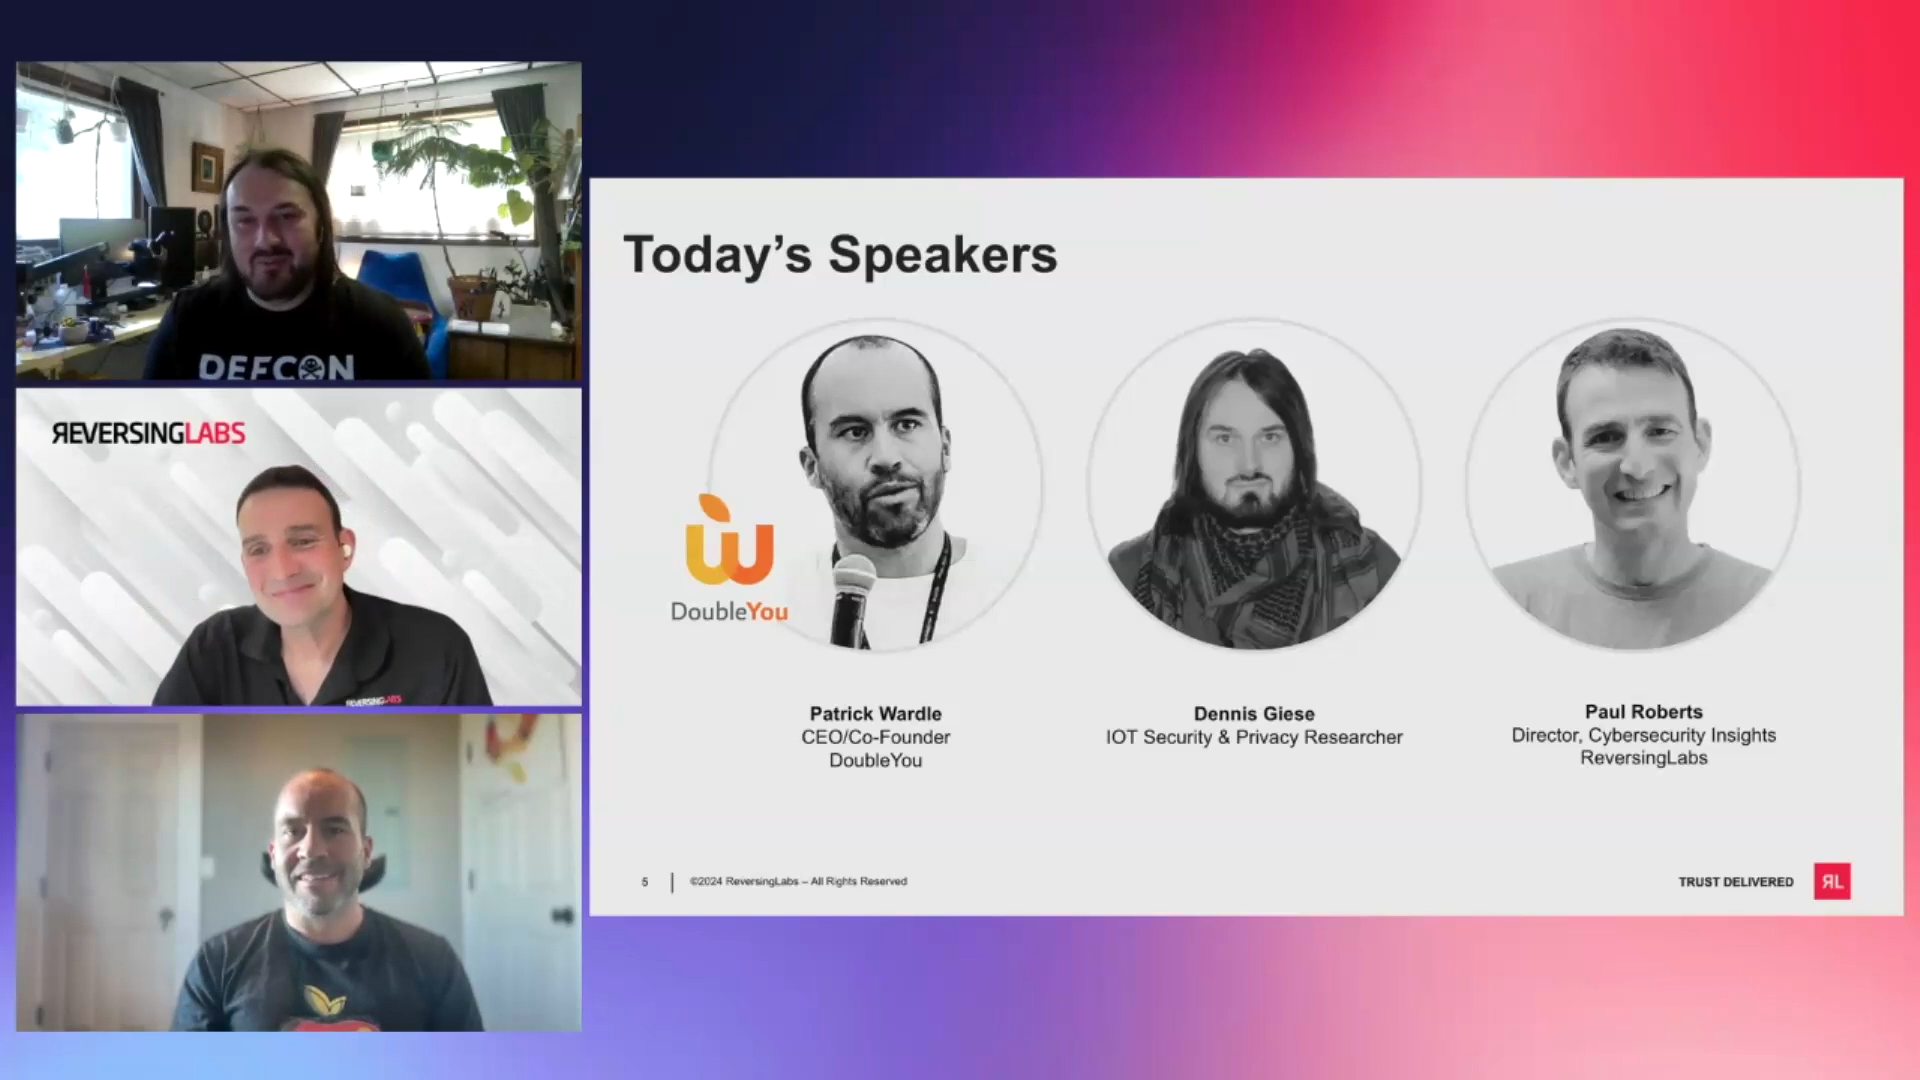 DEFCON
REVERSINGLABS
REVERSINGLABS
Today's Speakers
DoubleYou
Patrick Wardle
CEO/Co-Founder
DoubleYou
Dennis Giese
IOT Security & Privacy Researcher
Paul Roberts
Director, Cybersecurity Insights
ReversingLabs
5
©2024 ReversingLabs – All Rights Reserved
TRUST DELIVERED
RL